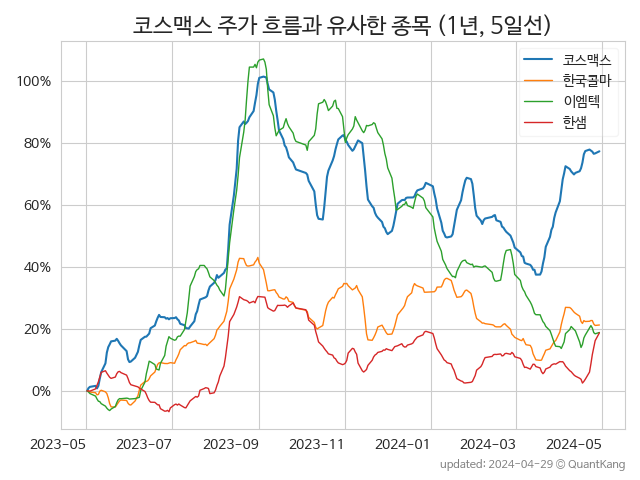 코스맥스 주가 흐름과 유사한 종목 (1년, 5일선)
코스맥스
한국콜마
이엠텍
한샘
100%
80%
60%
40%
20%
0%
2023-05 2023-07 2023-09 2023-11 2024-01 2024-03 2024-05
updated: 2024-04-29 © QuantKang